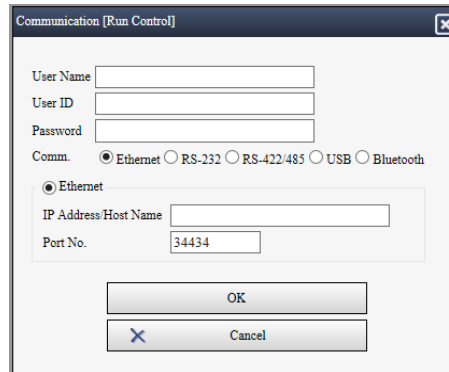 Communication [Run Control]
User Name
User ID
Password
Comm. Ethernet RS-232 RS-422/485 USB Bluetooth
Ethernet
IP Address/Host Name
Port No. 34434
OK
Cancel